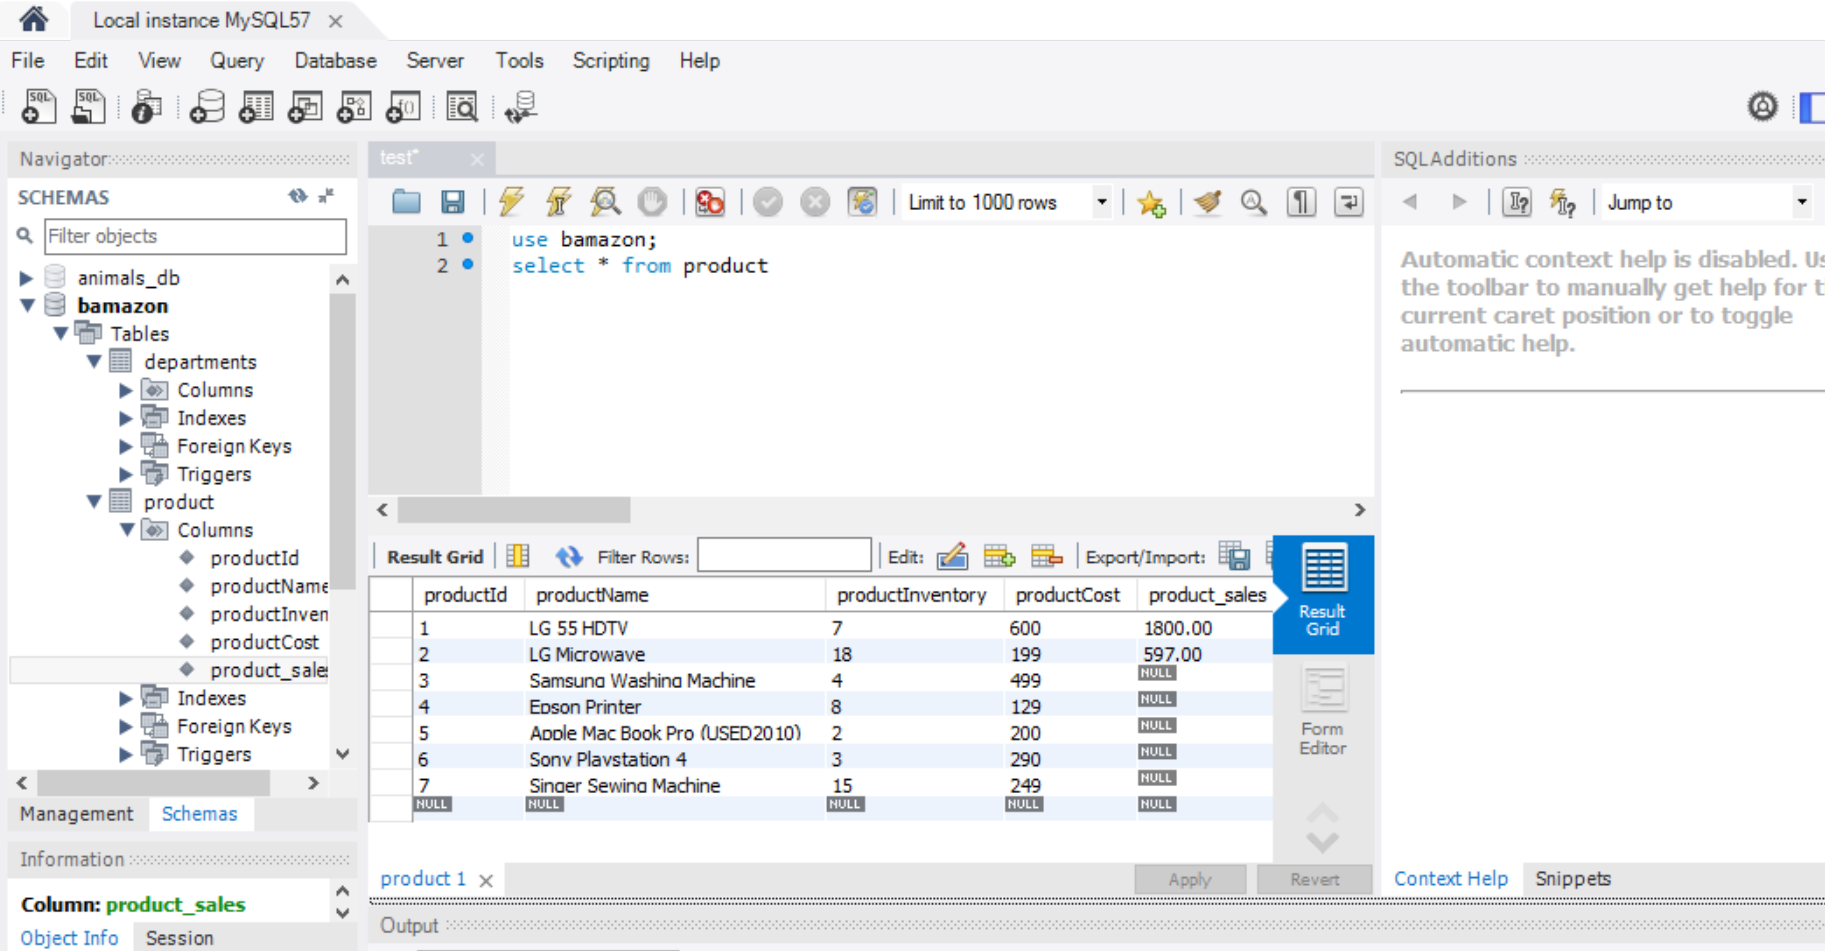 Local instance MySQL57
File Edit View Query Database Server Tools Scripting Help
SQL SQL
Navigator
SCHEMAS
Filter objects
animals_db
bamazon
Tables
departments
Columns
Indexes
Foreign Keys
Triggers
product
Columns
productId
productName
productInven
productCost
product_sale
Indexes
Foreign Keys
Triggers
Management Schemas
Information
Column: product_sales
Object Info Session
test*
Limit to 1000 rows
1 use bamazon;
2 select * from product
Result Grid Filter Rows: Edit: Export/Import:
productId productName productInventory productCost product_sales
1 LG 55 HDTV 7 600 1800.00
2 LG Microwave 18 199 597.00
3 Samsung Washing Machine 4 499 NULL
4 Epson Printer 8 129 NULL
5 Apple Mac Book Pro (USED2010) 2 200 NULL
6 Sony Playstation 4 3 290 NULL
7 Singer Sewing Machine 15 249 NULL
NULL NULL NULL NULL NULL
Result
Grid
Form
Editor
product 1 Apply Revert
Output
SQLAdditions
Jump to
Automatic context help is disabled. Us
the toolbar to manually get help for t
current caret position or to toggle
automatic help.
Context Help Snippets